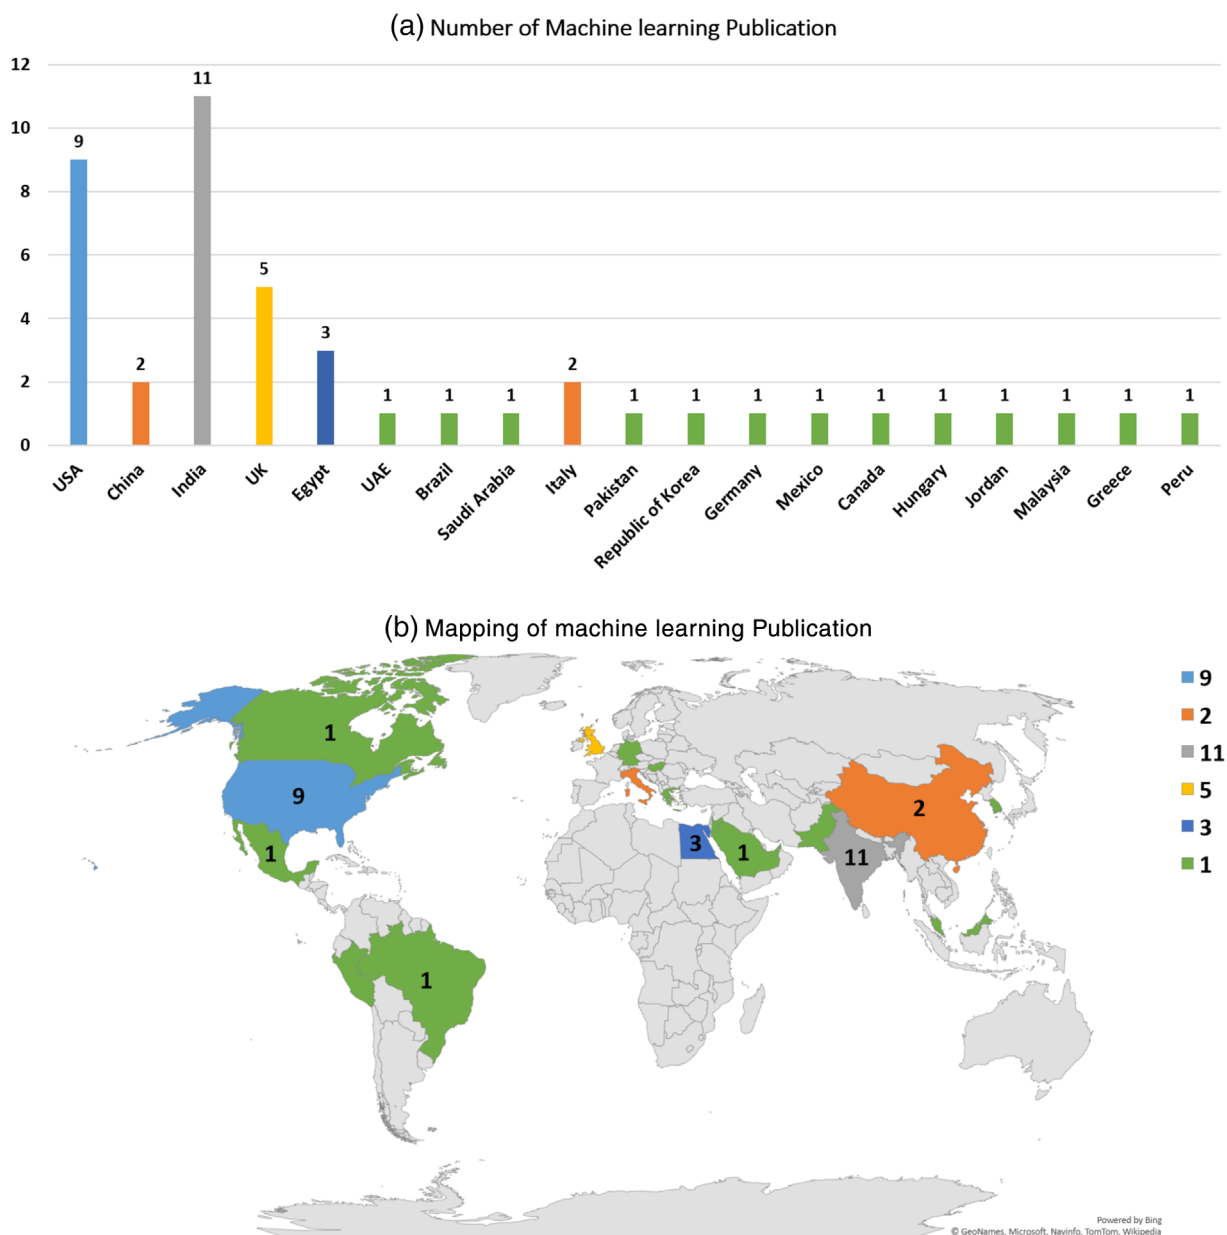 (a) Number of Machine learning Publication
12
10
8
6
4
2
0
9
2
11
5
3
1
1
1
2
1
1
1
1
1
1
1
1
1
1
USA
China
India
UK
Egypt
UAE
Brazil
Saudi Arabia
Italy
Pakistan
Republic of Korea
Germany
Mexico
Canada
Hungary
Jordan
Malaysia
Greece
Peru
(b) Mapping of machine learning Publication
1
9
1
1
3
1
11
2
9
2
11
5
3
1
Powered by Bing
© GeoNames, Microsoft, Navinfo, TomTom, Wikipedia